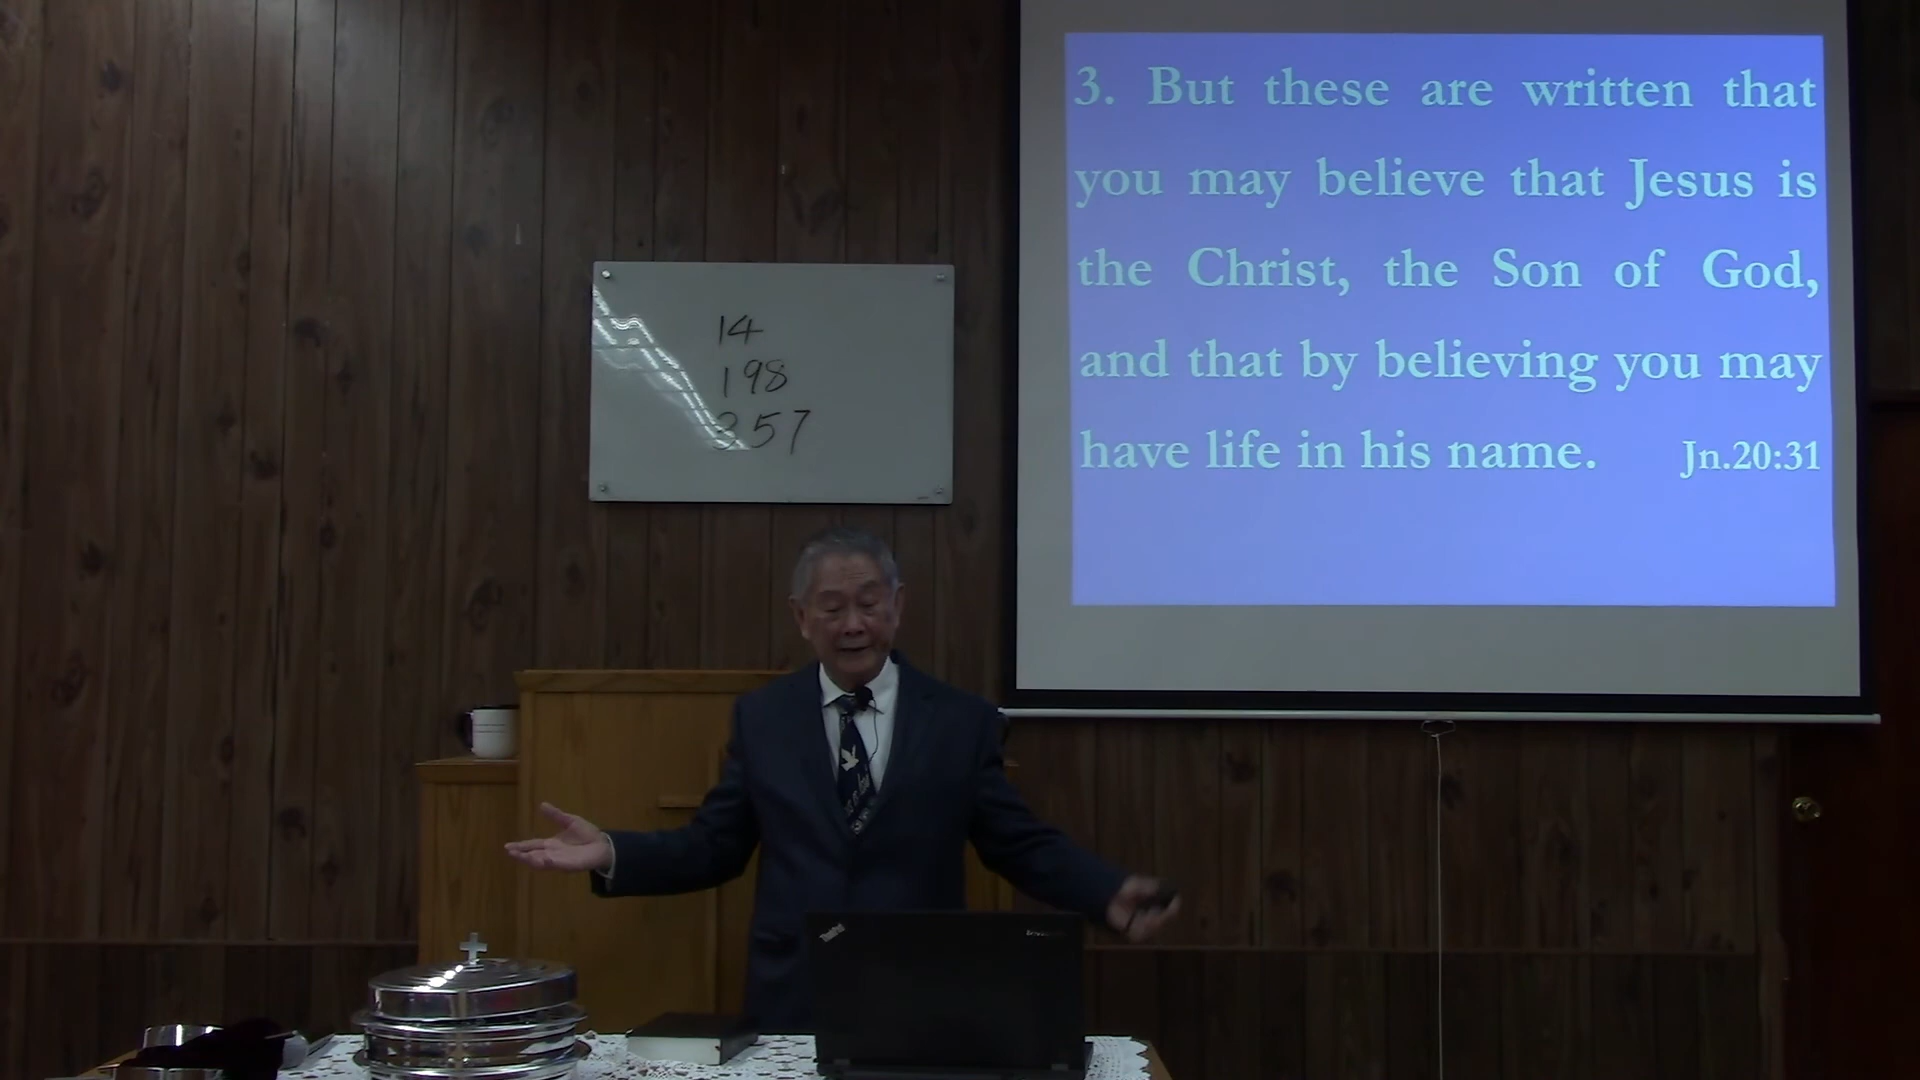 3. But these are written that
you may believe that Jesus is
the Christ, the Son of God,
and that by believing you may
have life in his name. Jn.20:31
14
198
357
ThinkPad